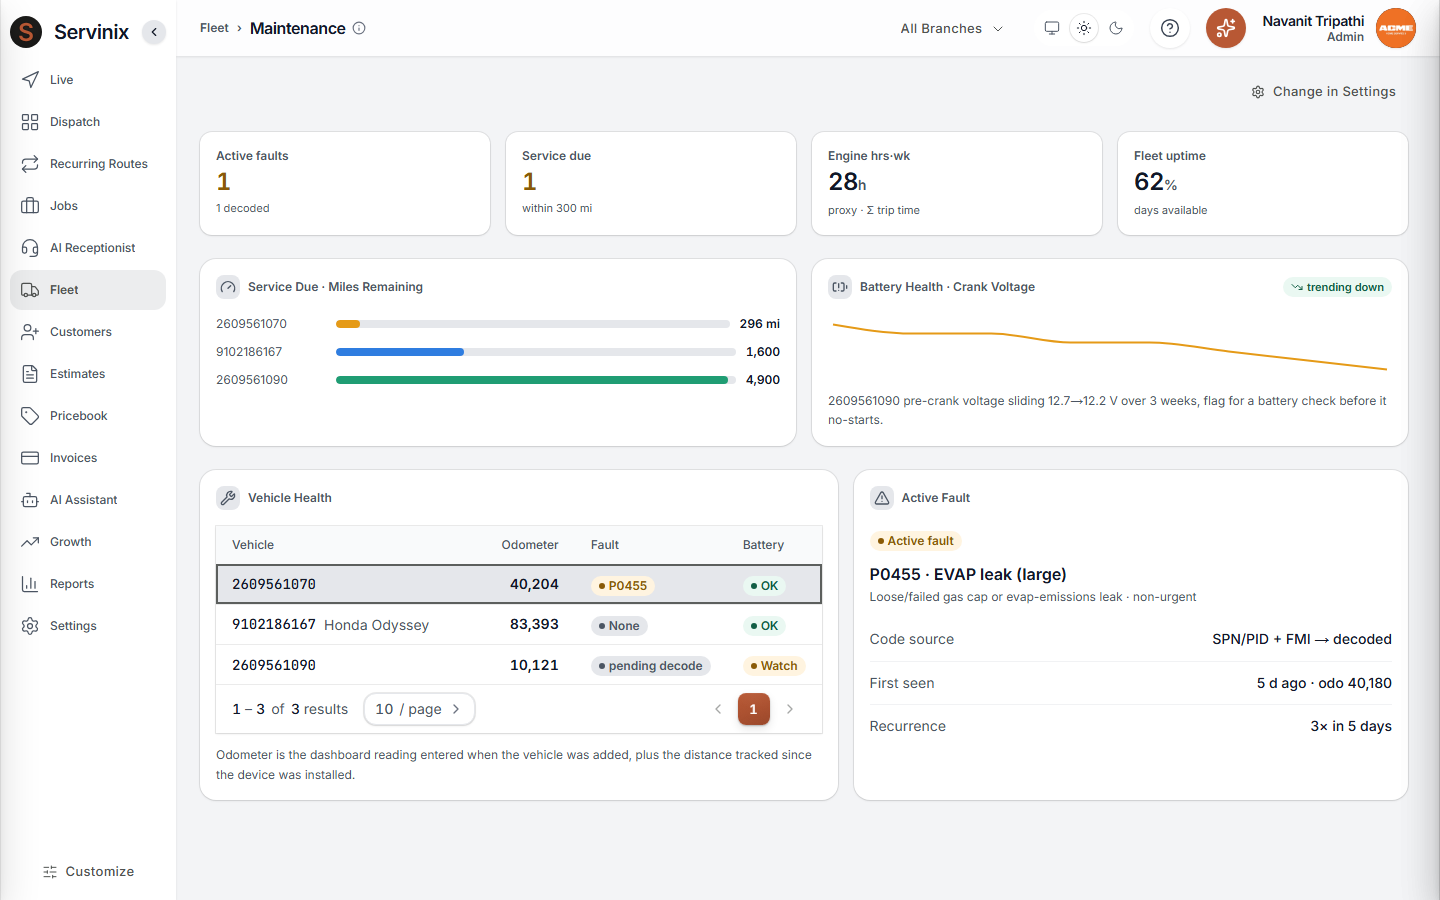 S Servinix
Fleet › Maintenance
All Branches
Navanit Tripathi
Admin
ACME
Live
Dispatch
Recurring Routes
Jobs
AI Receptionist
Fleet
Customers
Estimates
Pricebook
Invoices
AI Assistant
Growth
Reports
Settings
Customize
Change in Settings
Active faults
1
1 decoded
Service due
1
within 300 mi
Engine hrs·wk
28h
proxy · Σ trip time
Fleet uptime
62%
days available
Service Due · Miles Remaining
2609561070 296 mi
9102186167 1,600
2609561090 4,900
Battery Health · Crank Voltage
trending down
2609561090 pre-crank voltage sliding 12.7→12.2 V over 3 weeks, flag for a battery check before it
no-starts.
Vehicle Health
Vehicle Odometer Fault Battery
2609561070 40,204 P0455 OK
9102186167 Honda Odyssey 83,393 None OK
2609561090 10,121 pending decode Watch
1 – 3 of 3 results 10 / page 1
Odometer is the dashboard reading entered when the vehicle was added, plus the distance tracked since
the device was installed.
Active Fault
Active fault
P0455 · EVAP leak (large)
Loose/failed gas cap or evap-emissions leak · non-urgent
Code source SPN/PID + FMI → decoded
First seen 5 d ago · odo 40,180
Recurrence 3× in 5 days